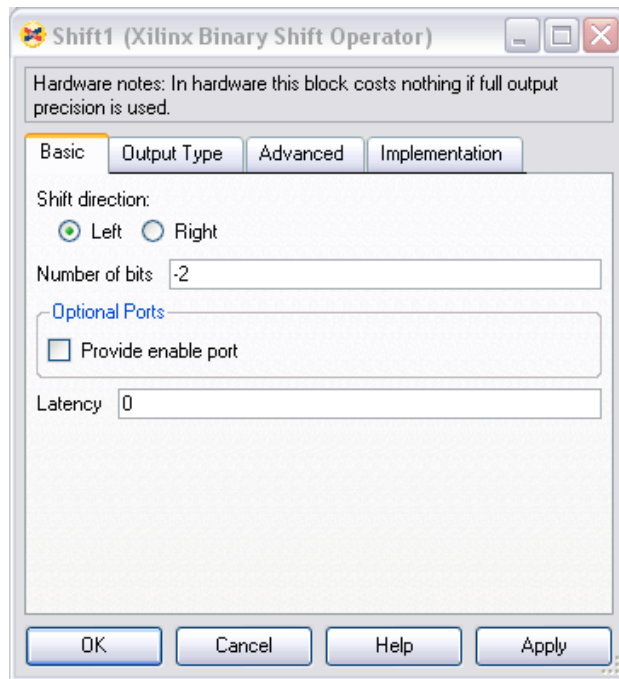 Shift1 (Xilinx Binary Shift Operator)
Hardware notes: In hardware this block costs nothing if full output
precision is used.
Basic Output Type Advanced Implementation
Shift direction:
Left Right
Number of bits -2
Optional Ports
Provide enable port
Latency 0
OK Cancel Help Apply